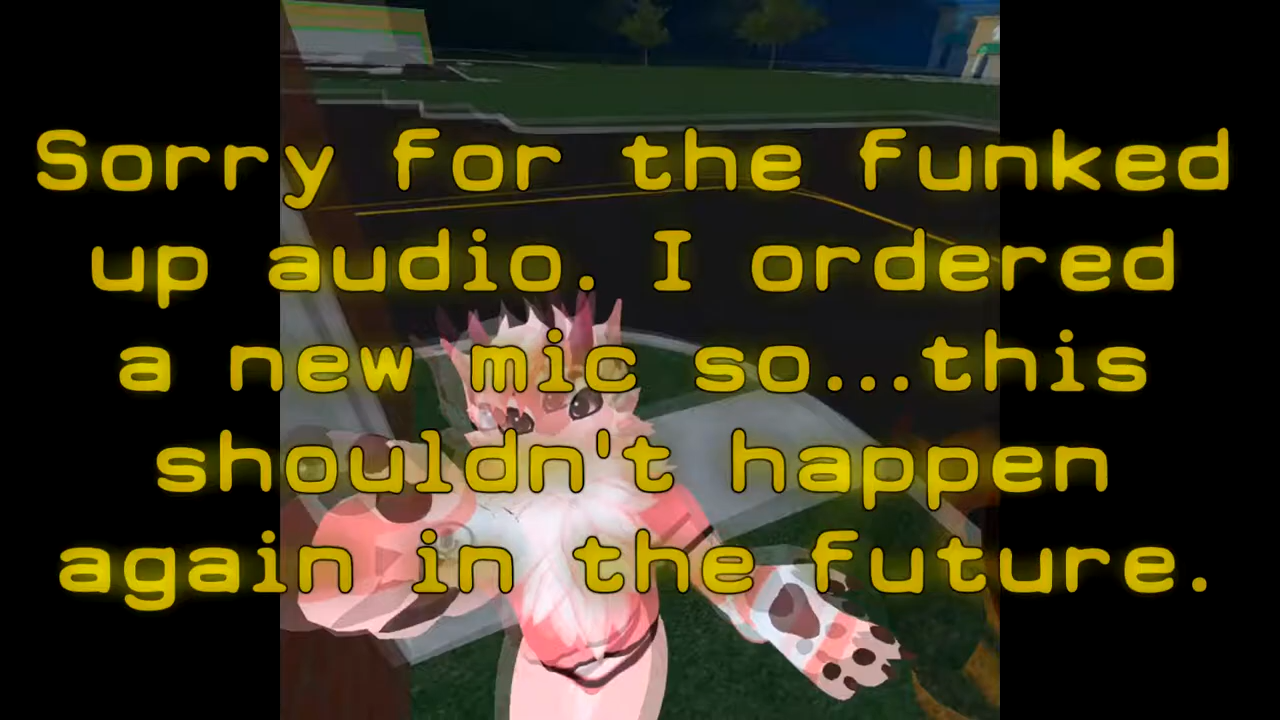 Sorry for the funked
up audio. I ordered
a new mic so...this
shouldn't happen
again in the future.